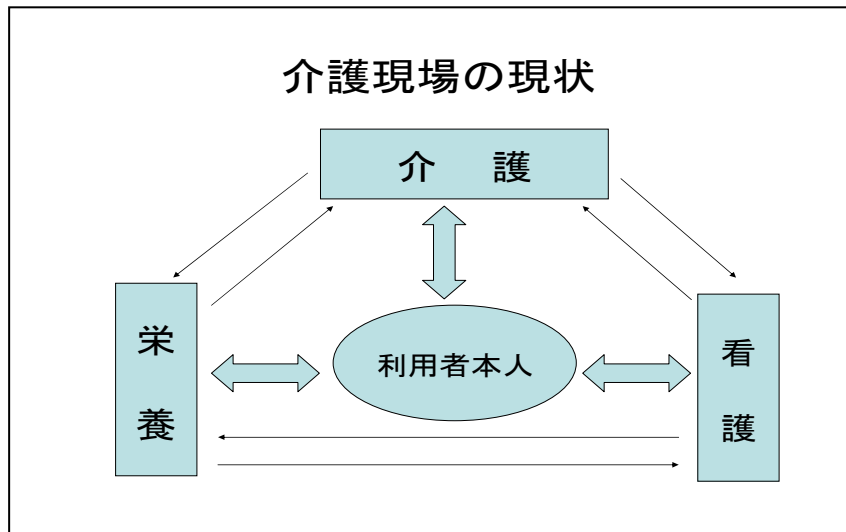 介護現場の現状
介　護
栄養
利用者本人
看護